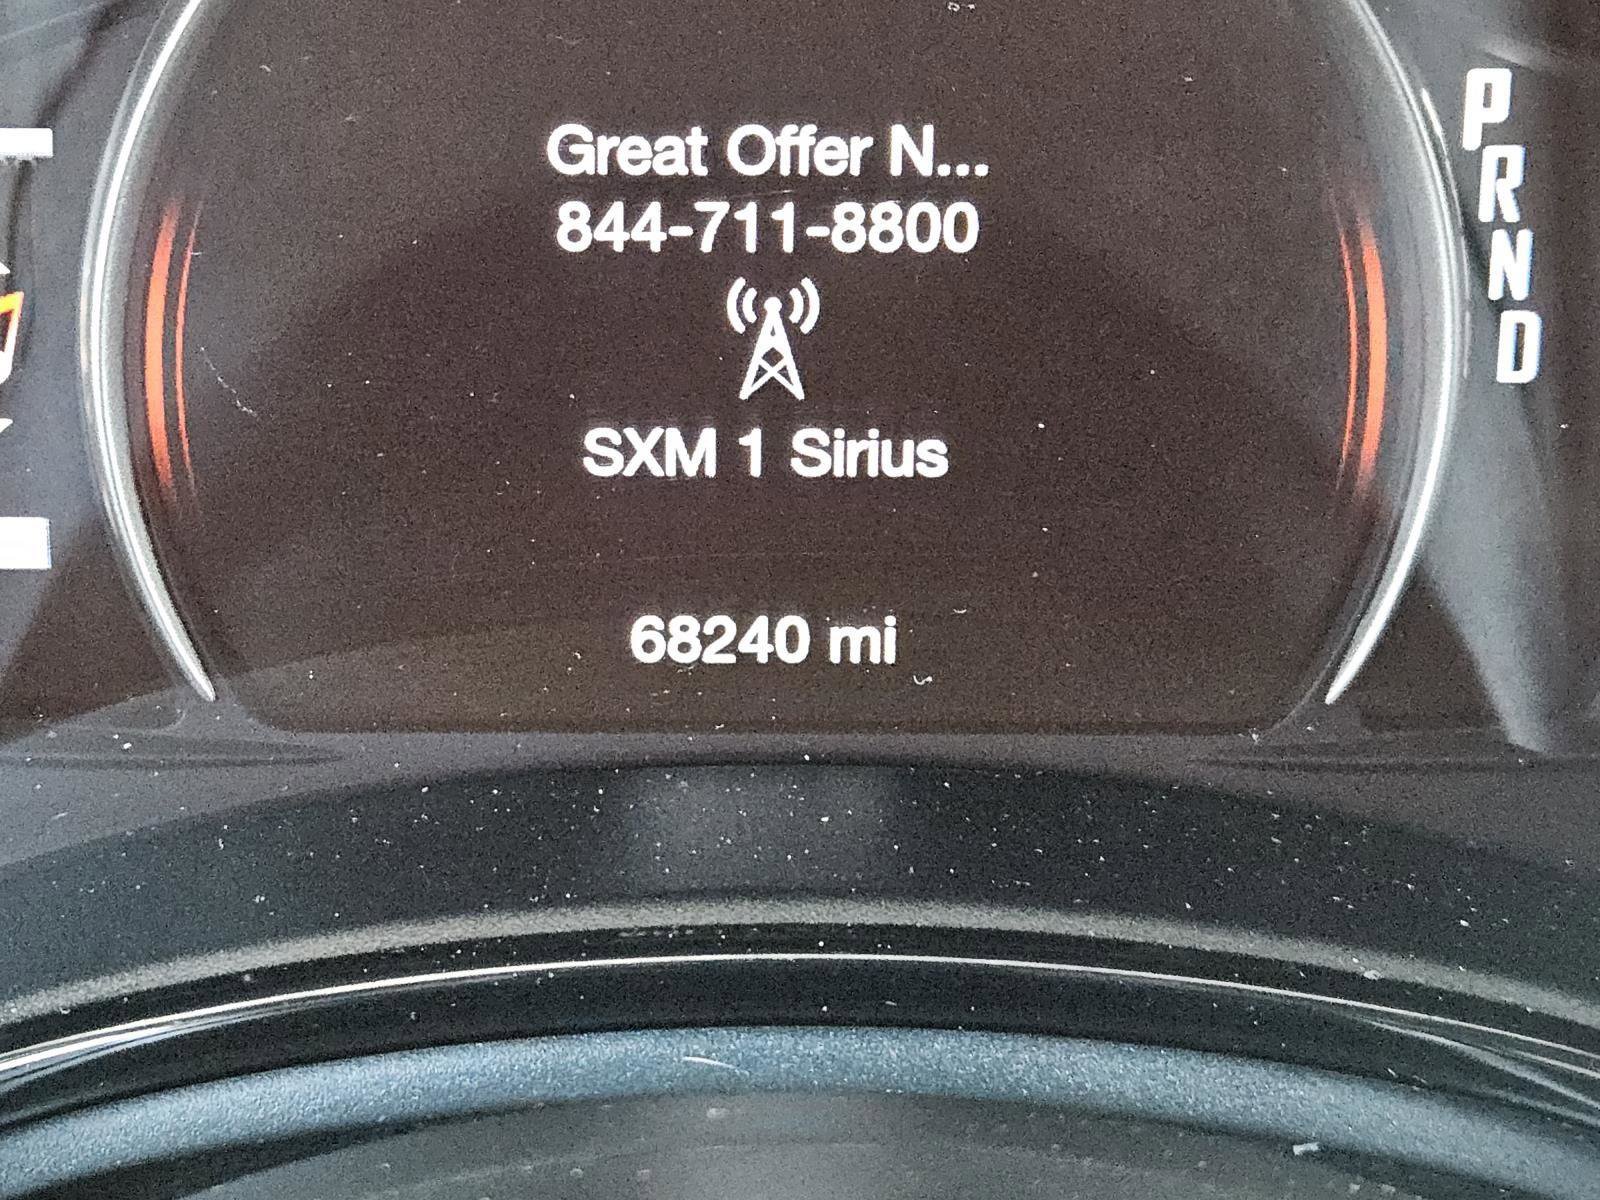 Great Offer N...
844-711-8800
SXM 1 Sirius
68240 mi
P
R
N
D